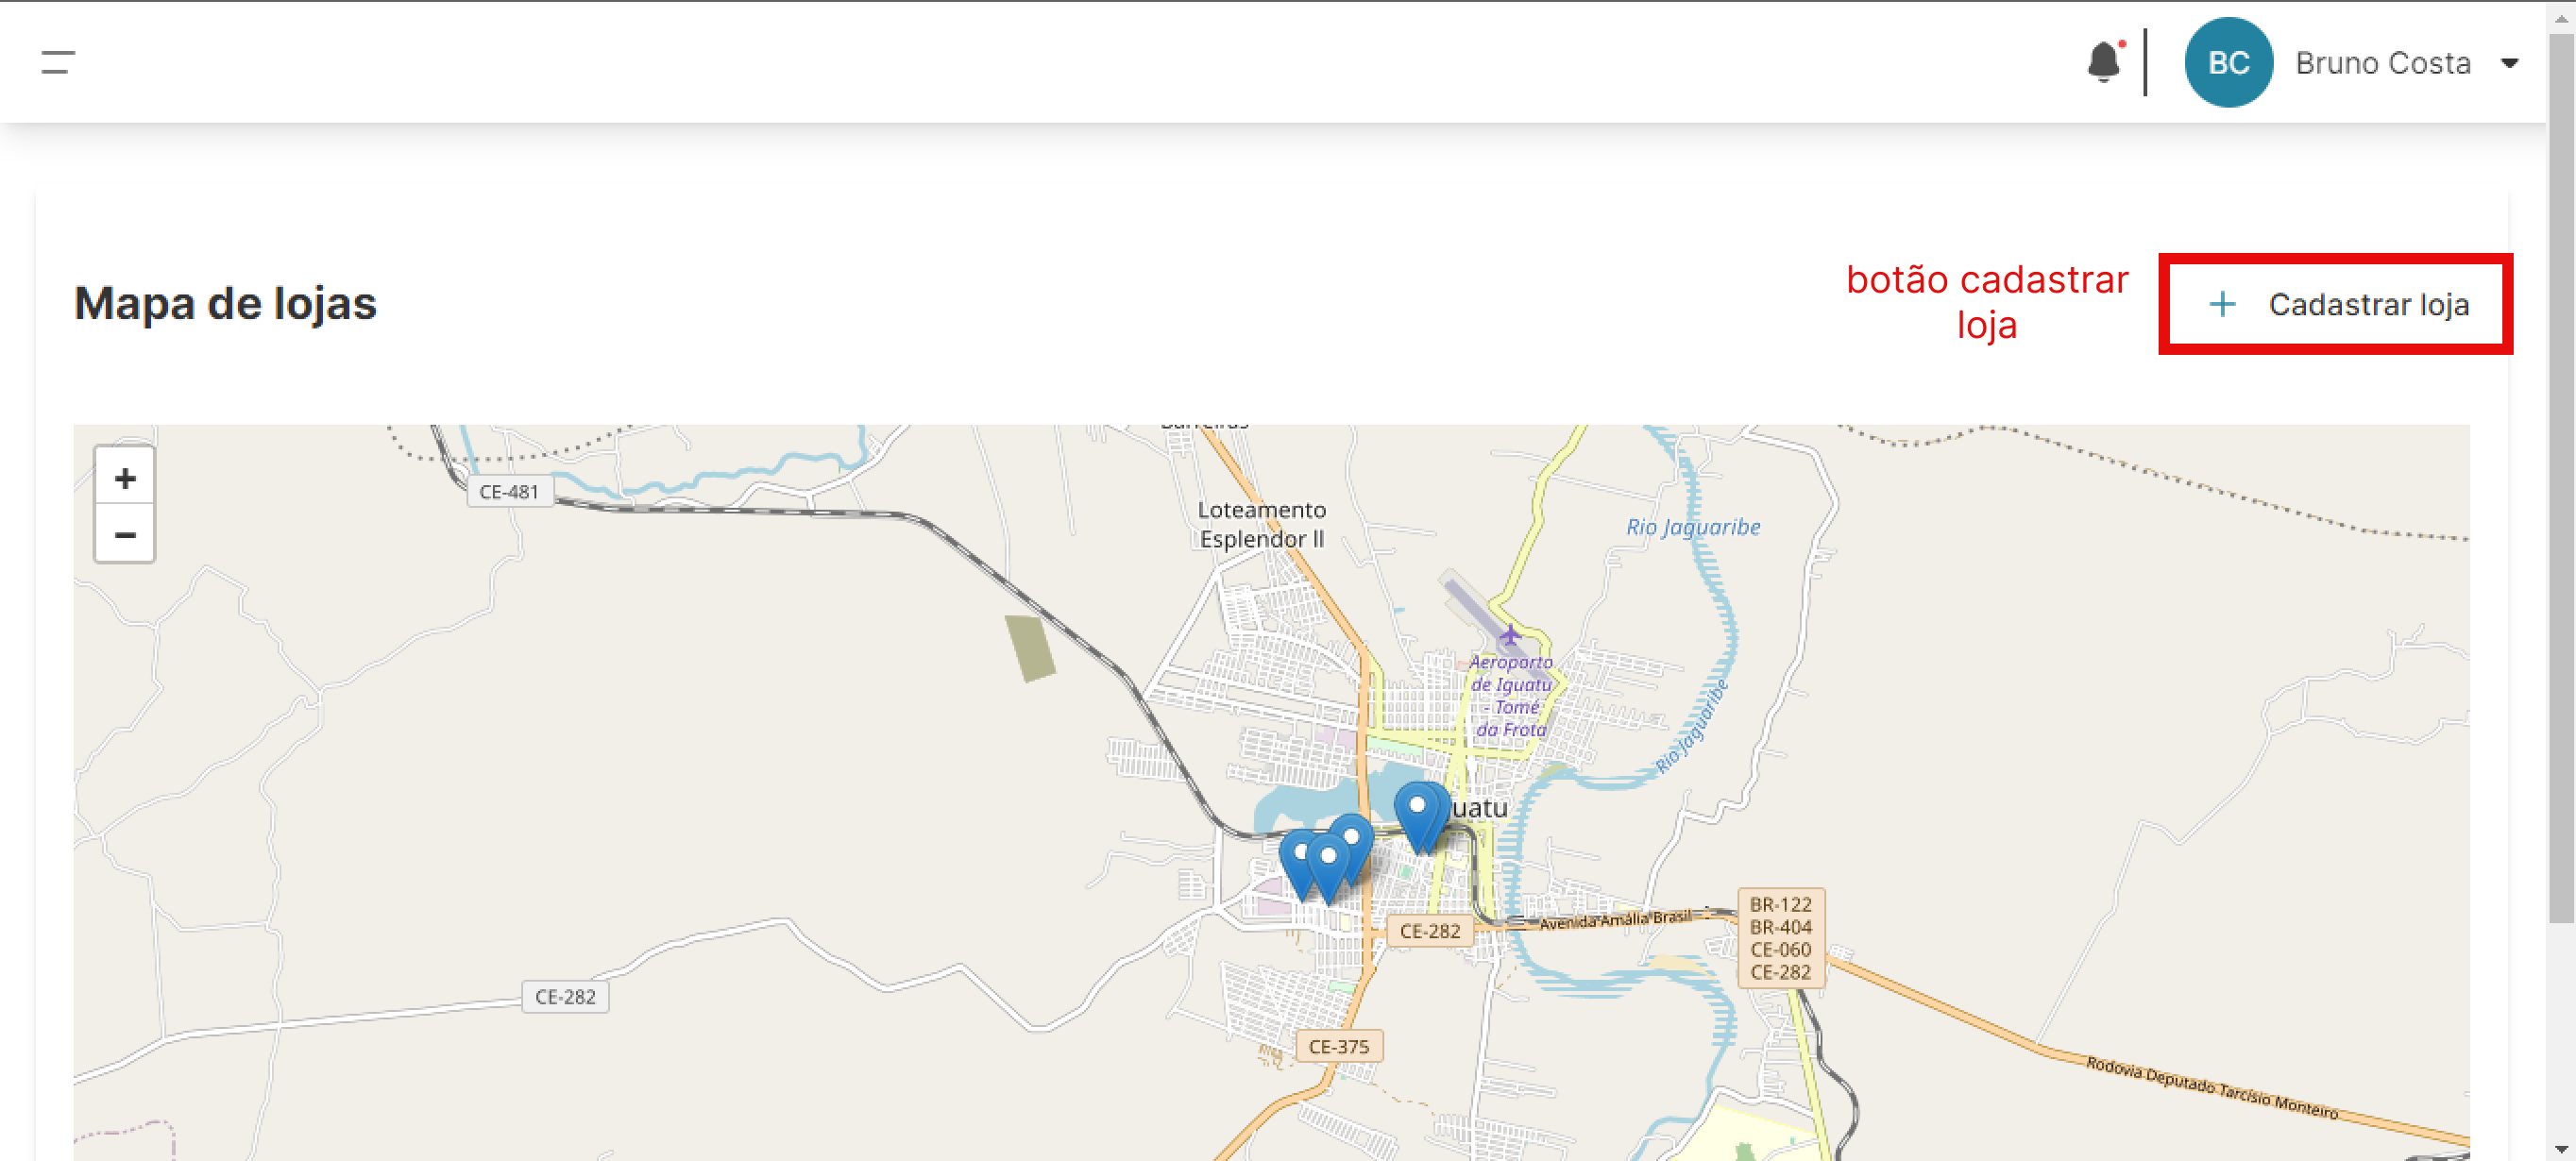 BC Bruno Costa
Mapa de lojas
botão cadastrar
loja
+ Cadastrar loja
+
−
CE-481
Loteamento
Esplendor II
Rio Jaguaribe
Aeroporto
de Iguatu
- Tomé
da Frota
Rio Jaguaribe
uatu
CE-282
Avenida Amália Brasil
BR-122
BR-404
CE-060
CE-282
CE-282
CE-375
Rodovia Deputado Tarcísio Monteiro